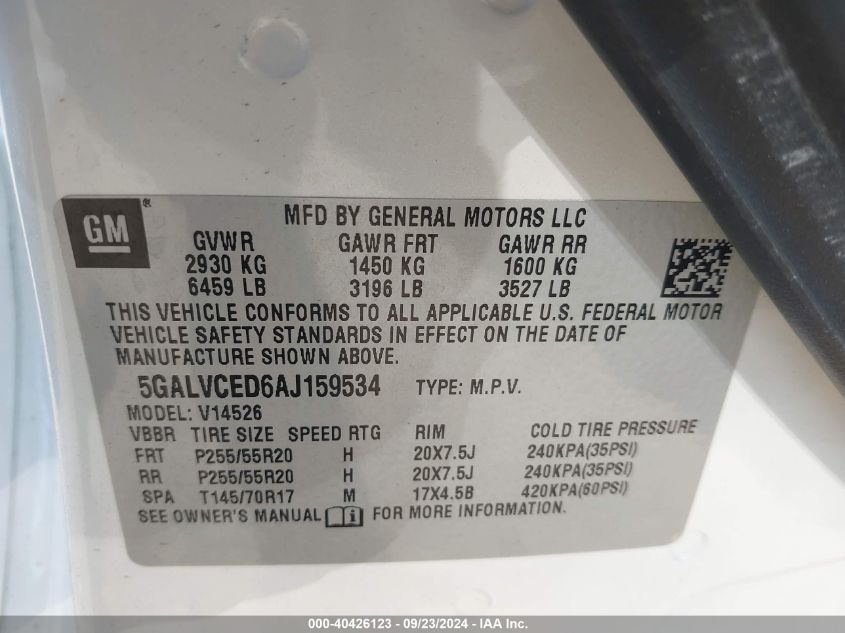 GM®
MFD BY GENERAL MOTORS LLC
GVWR GAWR FRT GAWR RR
2930 KG 1450 KG 1600 KG
6459 LB 3196 LB 3527 LB
THIS VEHICLE CONFORMS TO ALL APPLICABLE U.S. FEDERAL MOTOR
VEHICLE SAFETY STANDARDS IN EFFECT ON THE DATE OF
MANUFACTURE SHOWN ABOVE.
5GALVCED6AJ159534 TYPE: M.P.V.
MODEL: V14526
VBBR TIRE SIZE SPEED RTG RIM COLD TIRE PRESSURE
FRT P255/55R20 H 20X7.5J 240KPA(35PSI)
RR P255/55R20 H 20X7.5J 240KPA(35PSI)
SPA T145/70R17 M 17X4.5B 420KPA(60PSI)
SEE OWNER'S MANUAL i FOR MORE INFORMATION.
000-40426123 - 09/23/2024 - IAA Inc.